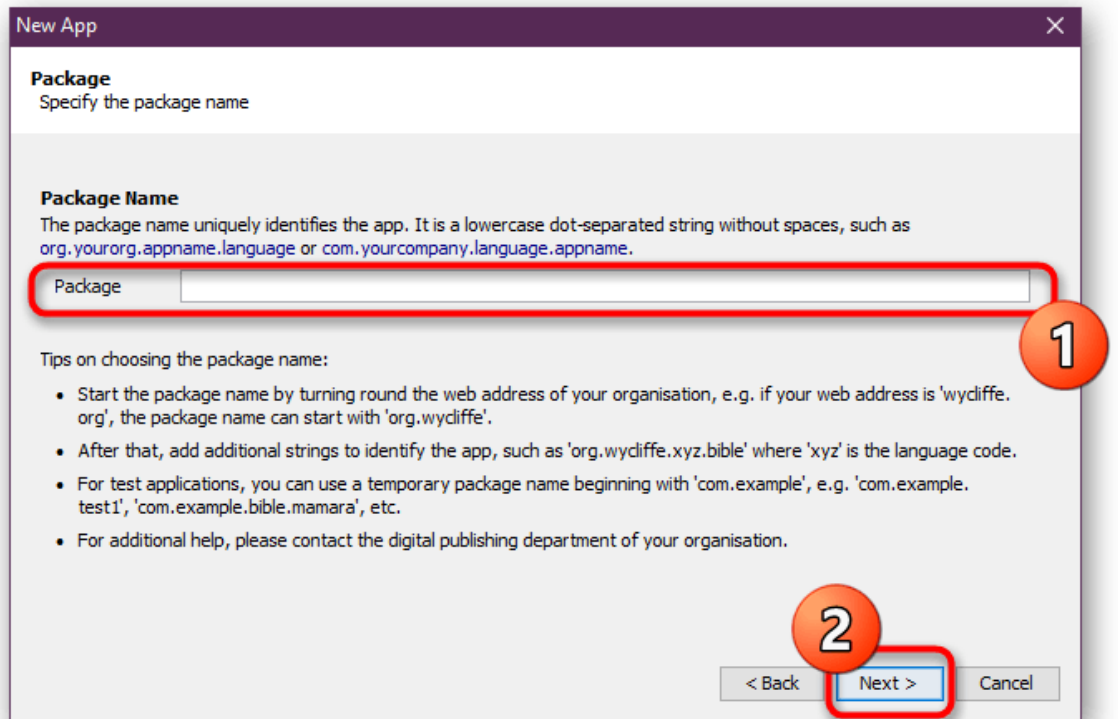 New App
Package
Specify the package name
Package Name
The package name uniquely identifies the app. It is a lowercase dot-separated string without spaces, such as
org.yourorg.appname.language or com.yourcompany.language.appname.
Package
1
Tips on choosing the package name:
• Start the package name by turning round the web address of your organisation, e.g. if your web address is 'wycliffe.
org', the package name can start with 'org.wycliffe'.
• After that, add additional strings to identify the app, such as 'org.wycliffe.xyz.bible' where 'xyz' is the language code.
• For test applications, you can use a temporary package name beginning with 'com.example', e.g. 'com.example.
test1', 'com.example.bible.mamara', etc.
• For additional help, please contact the digital publishing department of your organisation.
2
< Back Next > Cancel